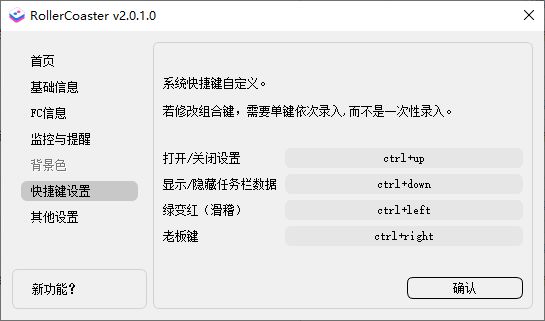 RollerCoaster v2.0.1.0
首页
基础信息
FC信息
监控与提醒
背景色
快捷键设置
其他设置
新功能?
系统快捷键自定义。
若修改组合键，需要单键依次录入,而不是一次性录入。
打开/关闭设置 ctrl+up
显示/隐藏任务栏数据 ctrl+down
绿变红（滑稽） ctrl+left
老板键 ctrl+right
确认